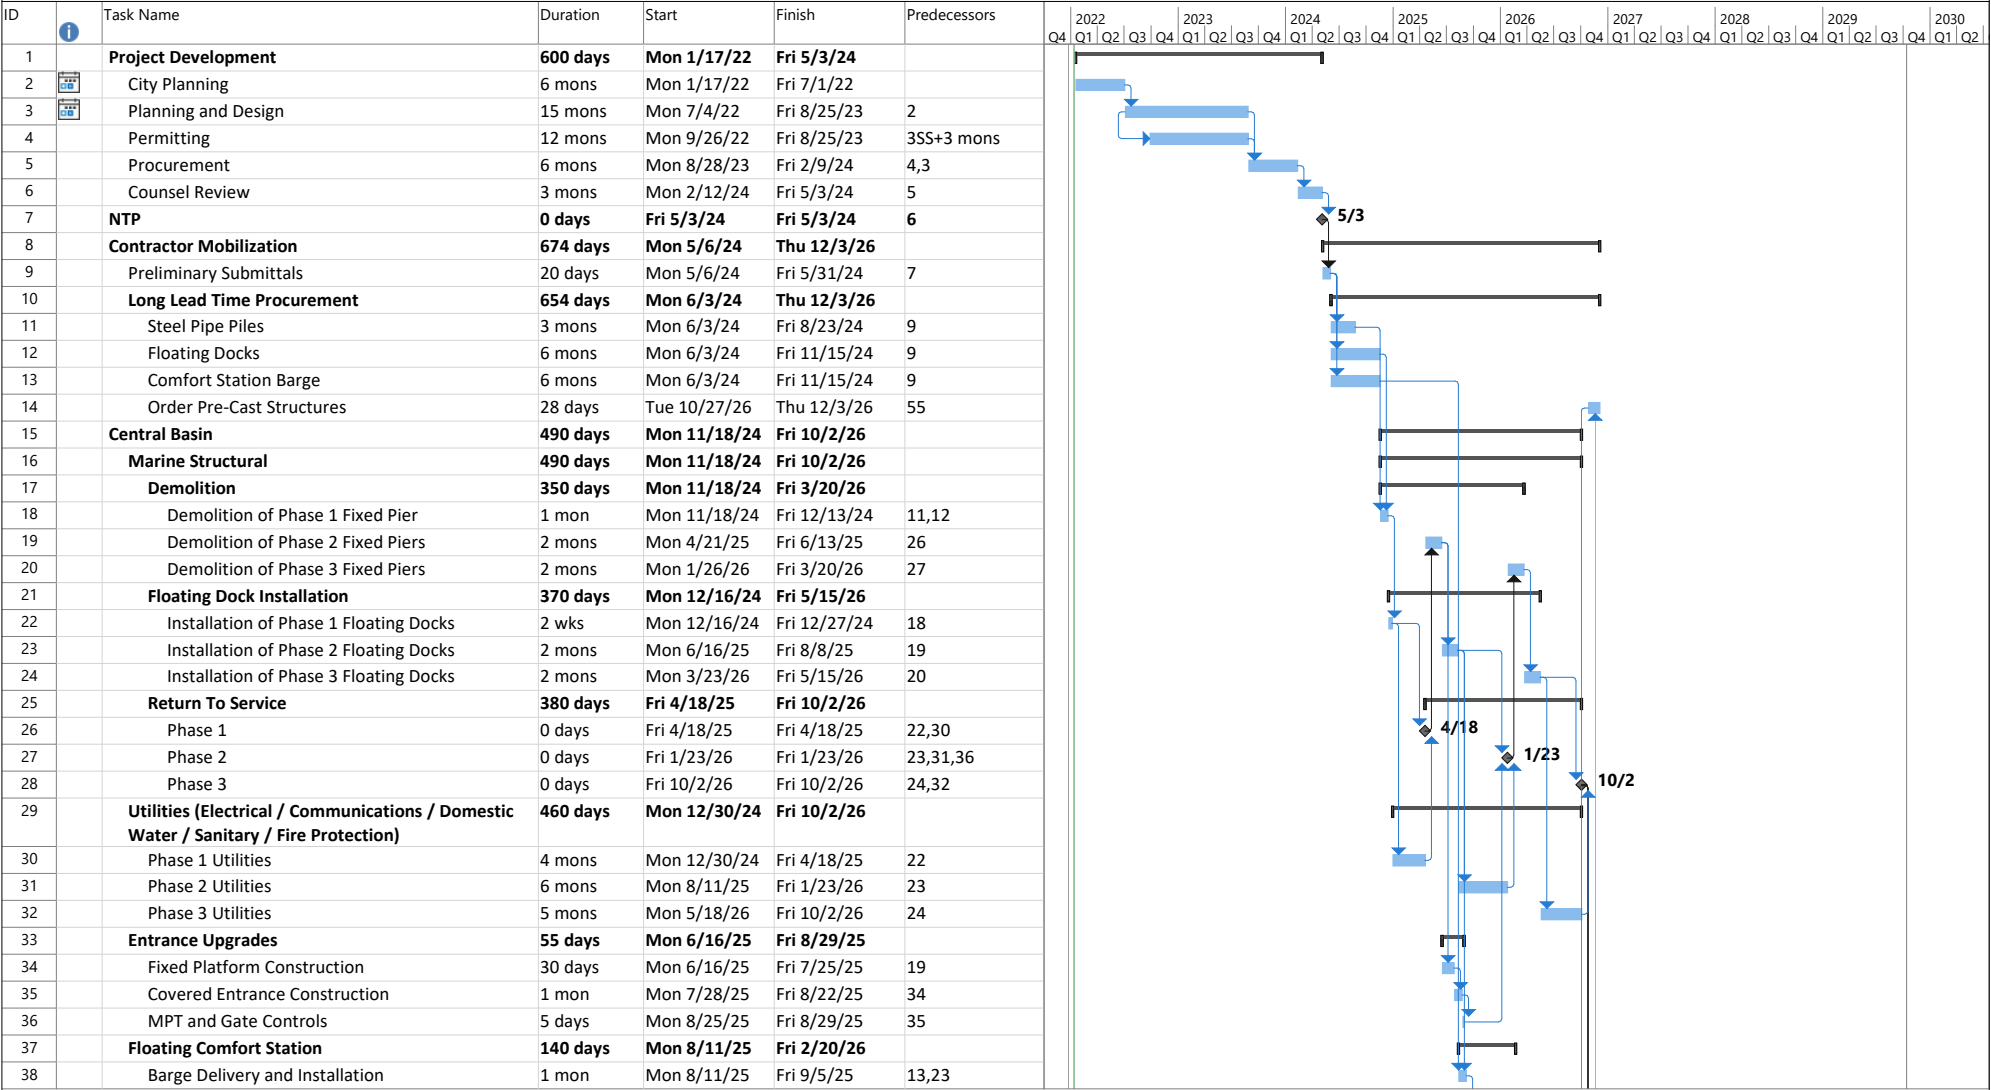 ID Task Name Duration Start Finish Predecessors
2022 2023 2024 2025 2026 2027 2028 2029 2030
Q4 Q1 Q2 Q3 Q4 Q1 Q2 Q3 Q4 Q1 Q2 Q3 Q4 Q1 Q2 Q3 Q4 Q1 Q2 Q3 Q4 Q1 Q2 Q3 Q4 Q1 Q2 Q3 Q4 Q1 Q2 Q3 Q4 Q1 Q2
1 Project Development 600 days Mon 1/17/22 Fri 5/3/24
2 City Planning 6 mons Mon 1/17/22 Fri 7/1/22
3 Planning and Design 15 mons Mon 7/4/22 Fri 8/25/23 2
4 Permitting 12 mons Mon 9/26/22 Fri 8/25/23 3SS+3 mons
5 Procurement 6 mons Mon 8/28/23 Fri 2/9/24 4,3
6 Counsel Review 3 mons Mon 2/12/24 Fri 5/3/24 5
7 NTP 0 days Fri 5/3/24 Fri 5/3/24 6 5/3
8 Contractor Mobilization 674 days Mon 5/6/24 Thu 12/3/26
9 Preliminary Submittals 20 days Mon 5/6/24 Fri 5/31/24 7
10 Long Lead Time Procurement 654 days Mon 6/3/24 Thu 12/3/26
11 Steel Pipe Piles 3 mons Mon 6/3/24 Fri 8/23/24 9
12 Floating Docks 6 mons Mon 6/3/24 Fri 11/15/24 9
13 Comfort Station Barge 6 mons Mon 6/3/24 Fri 11/15/24 9
14 Order Pre-Cast Structures 28 days Tue 10/27/26 Thu 12/3/26 55
15 Central Basin 490 days Mon 11/18/24 Fri 10/2/26
16 Marine Structural 490 days Mon 11/18/24 Fri 10/2/26
17 Demolition 350 days Mon 11/18/24 Fri 3/20/26
18 Demolition of Phase 1 Fixed Pier 1 mon Mon 11/18/24 Fri 12/13/24 11,12
19 Demolition of Phase 2 Fixed Piers 2 mons Mon 4/21/25 Fri 6/13/25 26
20 Demolition of Phase 3 Fixed Piers 2 mons Mon 1/26/26 Fri 3/20/26 27
21 Floating Dock Installation 370 days Mon 12/16/24 Fri 5/15/26
22 Installation of Phase 1 Floating Docks 2 wks Mon 12/16/24 Fri 12/27/24 18
23 Installation of Phase 2 Floating Docks 2 mons Mon 6/16/25 Fri 8/8/25 19
24 Installation of Phase 3 Floating Docks 2 mons Mon 3/23/26 Fri 5/15/26 20
25 Return To Service 380 days Fri 4/18/25 Fri 10/2/26
26 Phase 1 0 days Fri 4/18/25 Fri 4/18/25 22,30 4/18
27 Phase 2 0 days Fri 1/23/26 Fri 1/23/26 23,31,36 1/23
28 Phase 3 0 days Fri 10/2/26 Fri 10/2/26 24,32 10/2
29 Utilities (Electrical / Communications / Domestic 460 days Mon 12/30/24 Fri 10/2/26
Water / Sanitary / Fire Protection)
30 Phase 1 Utilities 4 mons Mon 12/30/24 Fri 4/18/25 22
31 Phase 2 Utilities 6 mons Mon 8/11/25 Fri 1/23/26 23
32 Phase 3 Utilities 5 mons Mon 5/18/26 Fri 10/2/26 24
33 Entrance Upgrades 55 days Mon 6/16/25 Fri 8/29/25
34 Fixed Platform Construction 30 days Mon 6/16/25 Fri 7/25/25 19
35 Covered Entrance Construction 1 mon Mon 7/28/25 Fri 8/22/25 34
36 MPT and Gate Controls 5 days Mon 8/25/25 Fri 8/29/25 35
37 Floating Comfort Station 140 days Mon 8/11/25 Fri 2/20/26
38 Barge Delivery and Installation 1 mon Mon 8/11/25 Fri 9/5/25 13,23